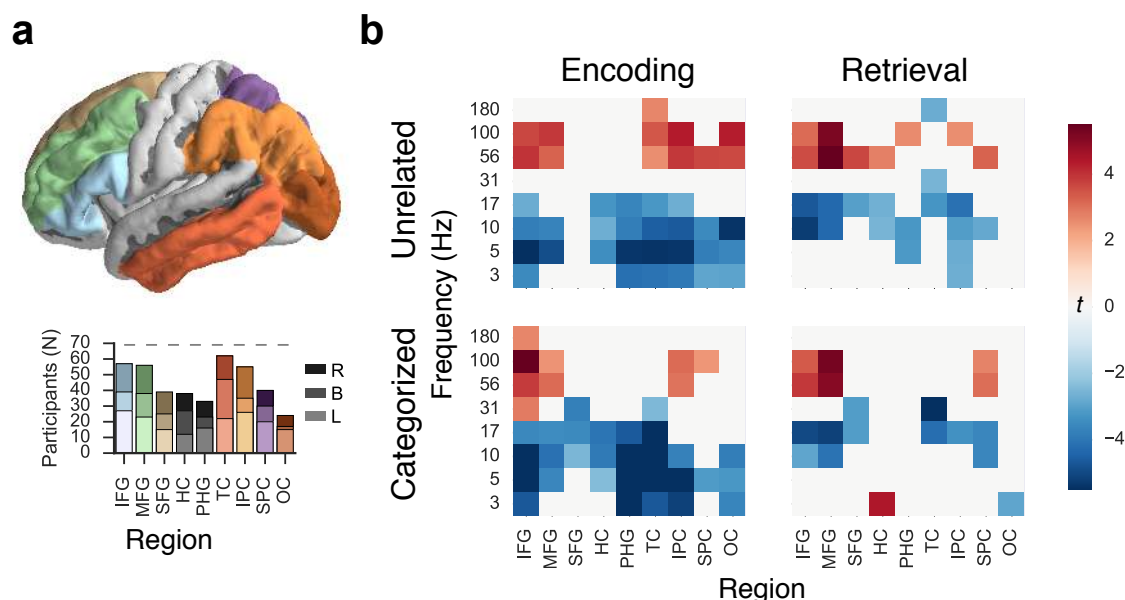 a
b
Encoding
Retrieval
Unrelated
Categorized
Frequency (Hz)
180
100
56
31
17
10
5
3
180
100
56
31
17
10
5
3
4
2
0
−2
−4
t
Participants (N)
70
60
50
40
30
20
10
0
R
B
L
IFG
MFG
SFG
HC
PHG
TC
IPC
SPC
OC
Region
IFG
MFG
SFG
HC
PHG
TC
IPC
SPC
OC
IFG
MFG
SFG
HC
PHG
TC
IPC
SPC
OC
Region